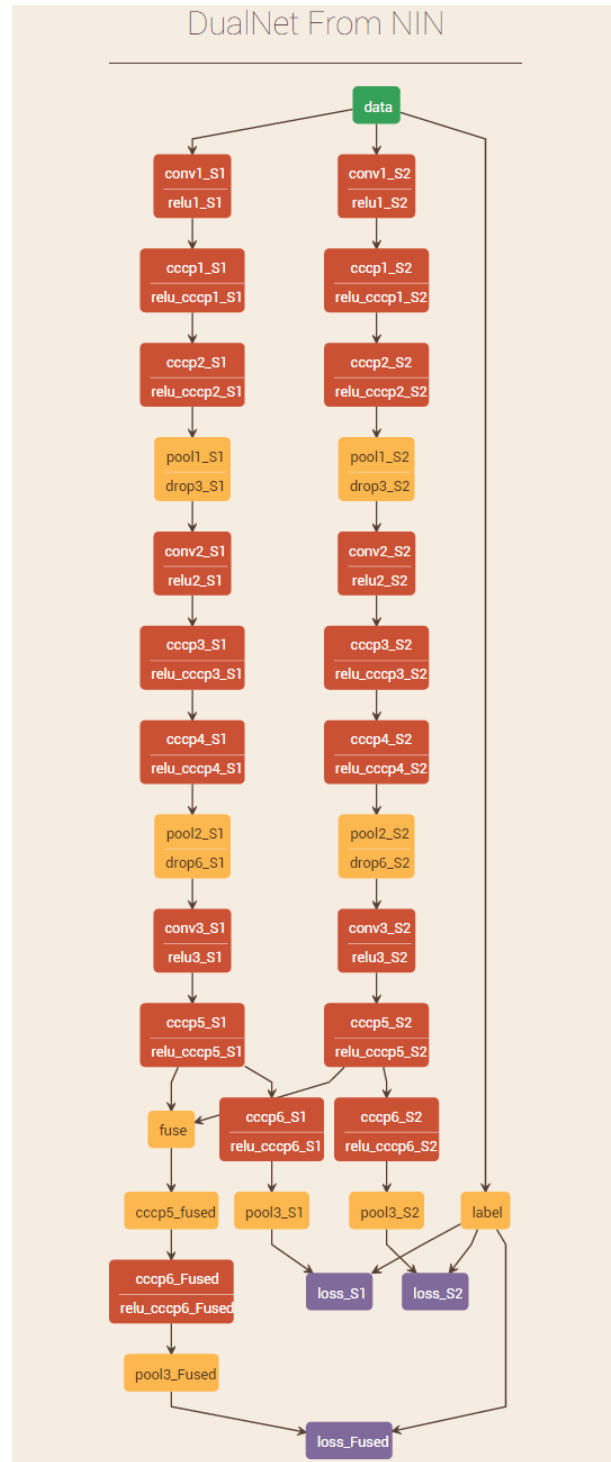 DualNet From NIN
data
conv1_S1
relu1_S1
conv1_S2
relu1_S2
cccp1_S1
relu_cccp1_S1
cccp1_S2
relu_cccp1_S2
cccp2_S1
relu_cccp2_S1
cccp2_S2
relu_cccp2_S2
pool1_S1
drop3_S1
pool1_S2
drop3_S2
conv2_S1
relu2_S1
conv2_S2
relu2_S2
cccp3_S1
relu_cccp3_S1
cccp3_S2
relu_cccp3_S2
cccp4_S1
relu_cccp4_S1
cccp4_S2
relu_cccp4_S2
pool2_S1
drop6_S1
pool2_S2
drop6_S2
conv3_S1
relu3_S1
conv3_S2
relu3_S2
cccp5_S1
relu_cccp5_S1
cccp5_S2
relu_cccp5_S2
fuse
cccp6_S1
relu_cccp6_S1
cccp6_S2
relu_cccp6_S2
cccp5_fused
pool3_S1
pool3_S2
label
cccp6_Fused
relu_cccp6_Fused
loss_S1
loss_S2
pool3_Fused
loss_Fused